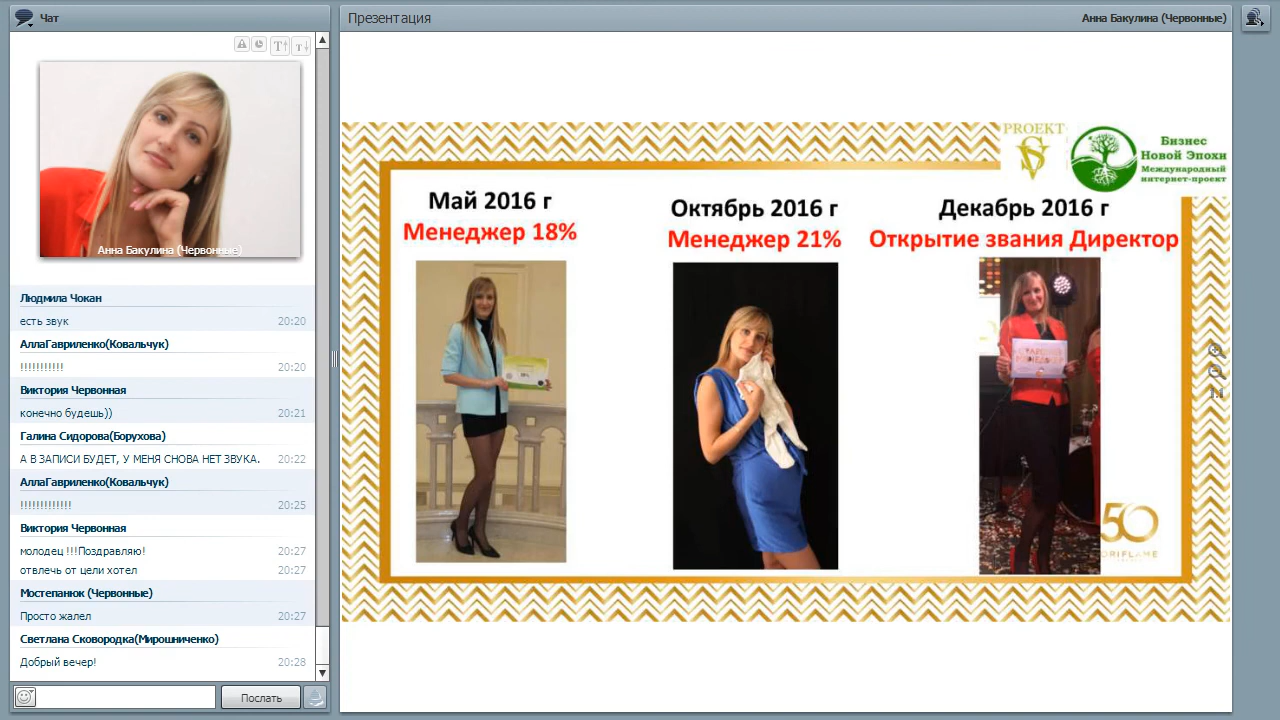 Чат
Анна Бакулина (Червонные)
Людмила Чокан
есть звук 20:20
АллаГавриленко(Ковальчук)
!!!!!!!!!!! 20:20
Виктория Червонная
конечно будешь)) 20:21
Галина Сидорова(Борухова)
А В ЗАПИСИ БУДЕТ, У МЕНЯ СНОВА НЕТ ЗВУКА. 20:22
АллаГавриленко(Ковальчук)
!!!!!!!!!!!!! 20:25
Виктория Червонная
молодец !!!Поздравляю! 20:27
отвлечь от цели хотел 20:27
Мостепанюк (Червонные)
Просто жалел 20:27
Светлана Сковородка(Мирошниченко)
Добрый вечер! 20:28
Послать
Презентация
Анна Бакулина (Червонные)
PROEKT
SV
Бизнес
Новой Эпохи
Международный
интернет-проект
Май 2016 г
Менеджер 18%
Октябрь 2016 г
Менеджер 21%
Декабрь 2016 г
Открытие звания Директор
50
ORIFLAME